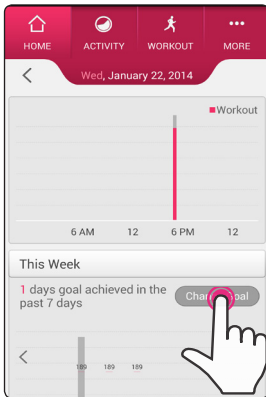 HOME ACTIVITY WORKOUT MORE
Wed, January 22, 2014
Workout
6 AM 12 6 PM 12
This Week
1 days goal achieved in the
past 7 days
189 189 189